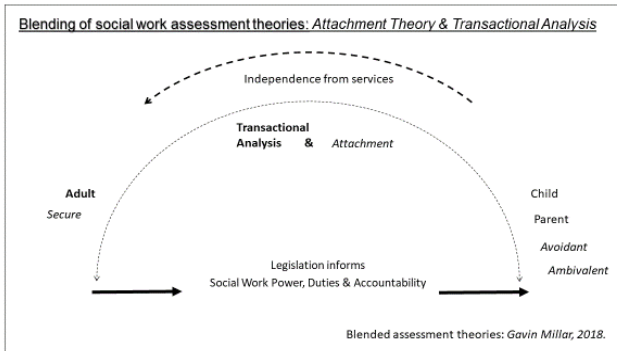 Blending of social work assessment theories: Attachment Theory & Transactional Analysis
Independence from services
Transactional
Analysis & Attachment
Adult
Secure
Child
Parent
Avoidant
Ambivalent
Legislation informs
Social Work Power, Duties & Accountability
Blended assessment theories: Gavin Millar, 2018.